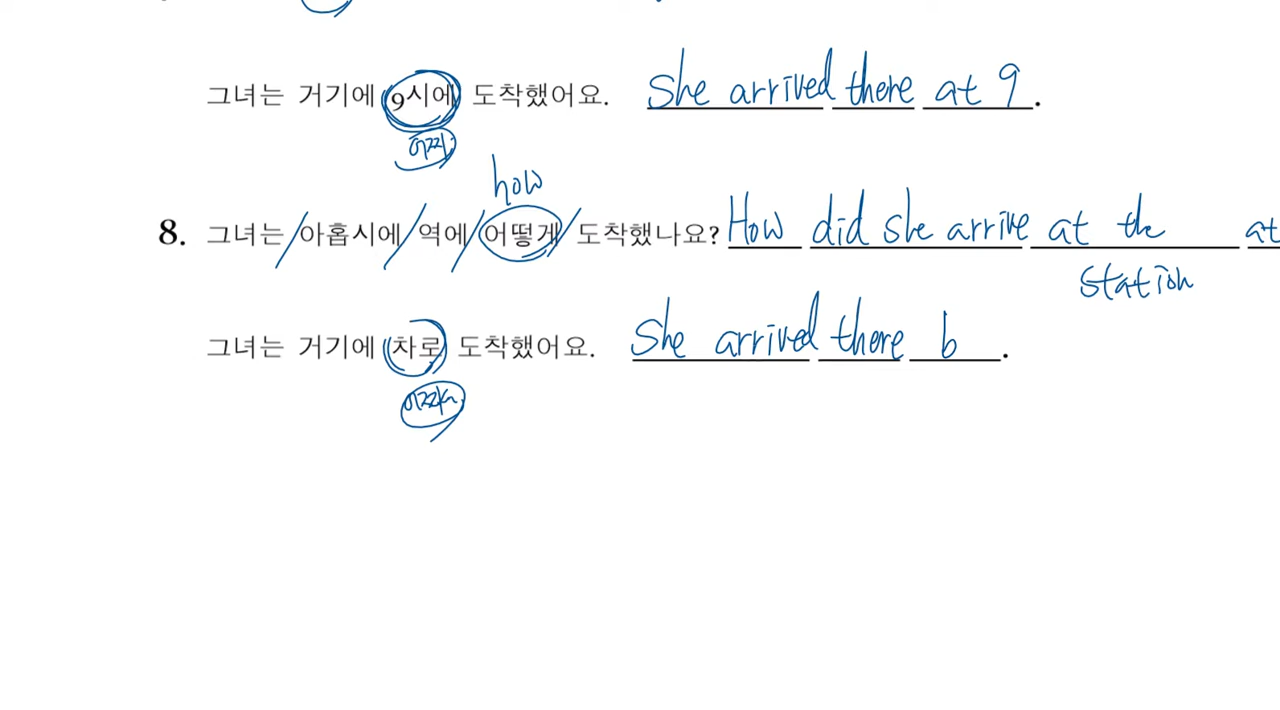 그녀는 거기에 9시에 도착했어요. She arrived there at 9.
how
8. 그녀는/아홉시에/역에/어떻게/도착했나요? How did she arrive at the at
station
그녀는 거기에 차로 도착했어요. She arrived there b.